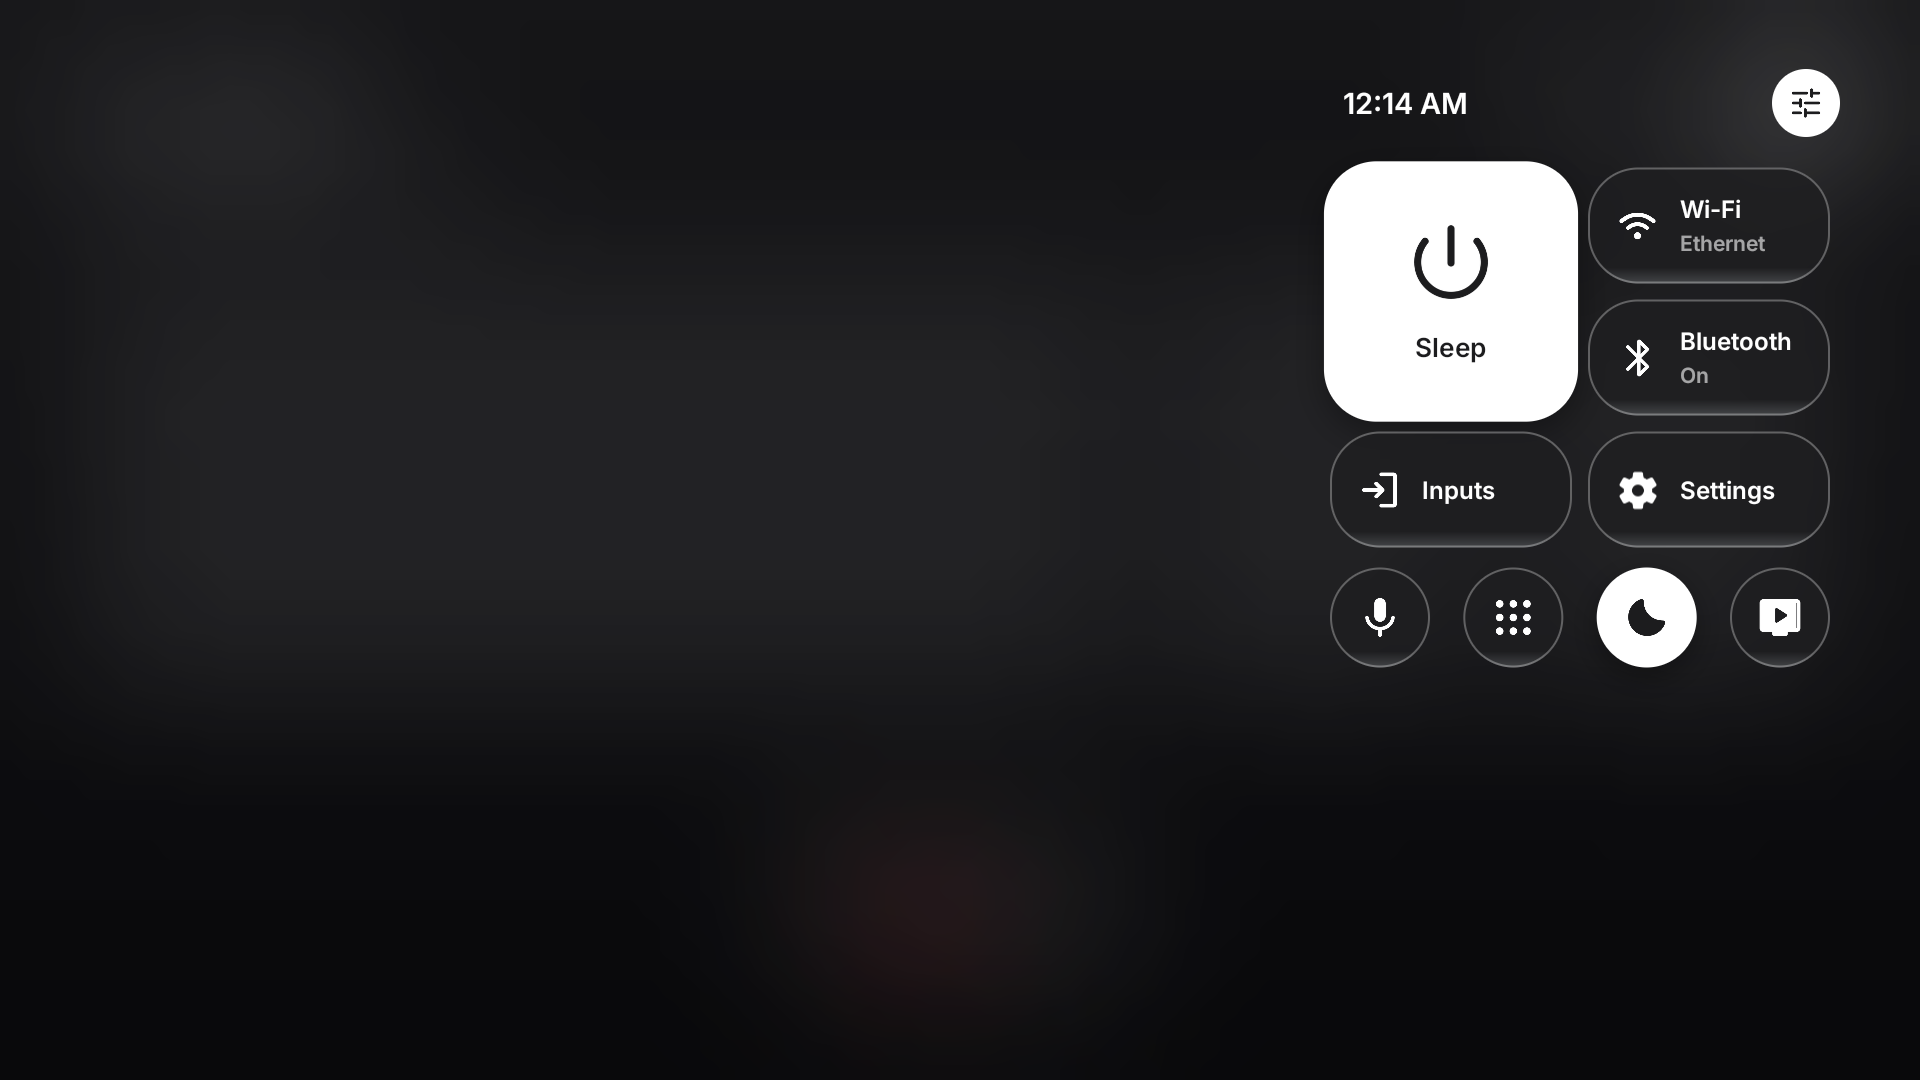 12:14 AM
Sleep
Wi-Fi
Ethernet
Bluetooth
On
Inputs
Settings